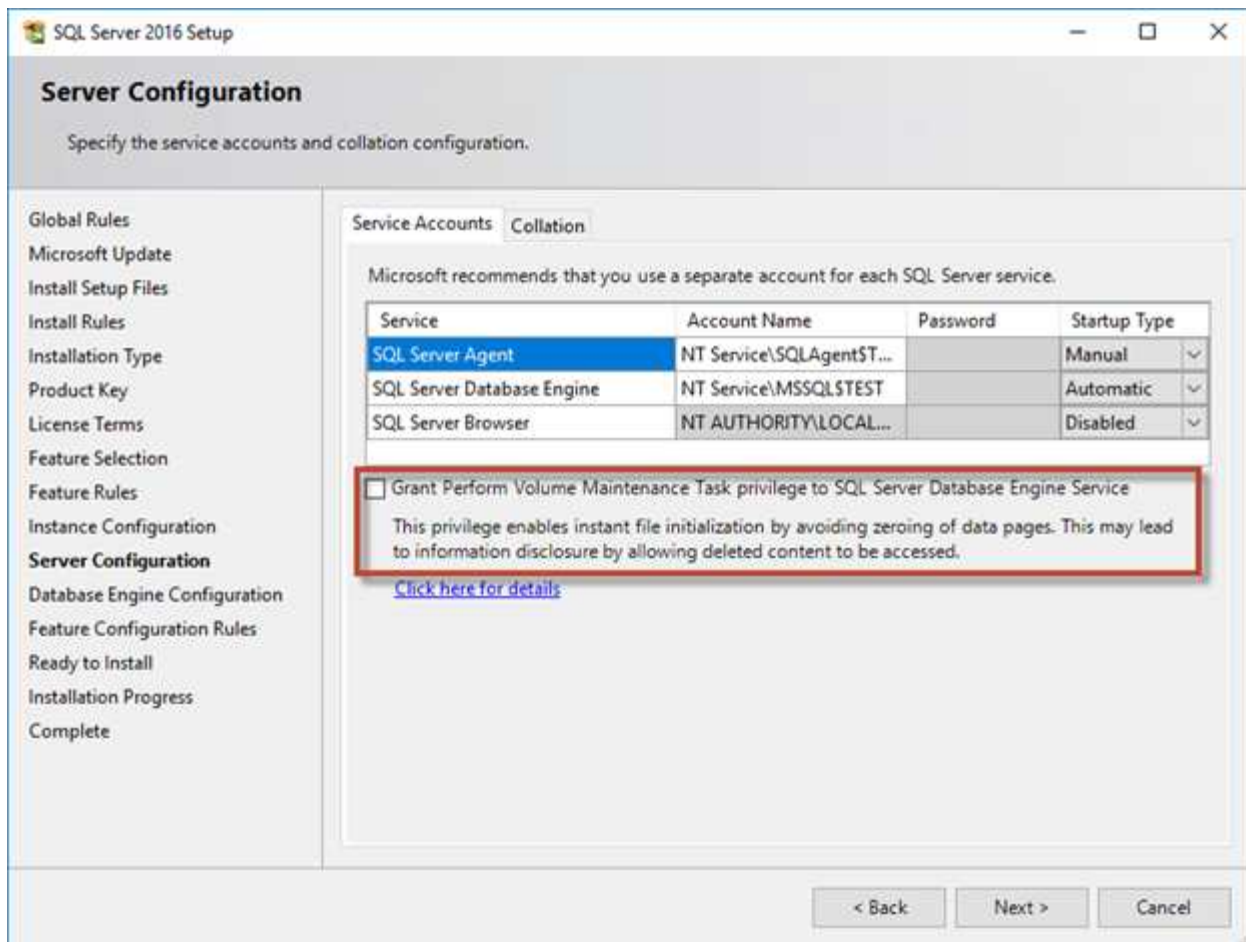 SQL Server 2016 Setup
Server Configuration
Specify the service accounts and collation configuration.
Global Rules
Microsoft Update
Install Setup Files
Install Rules
Installation Type
Product Key
License Terms
Feature Selection
Feature Rules
Instance Configuration
Server Configuration
Database Engine Configuration
Feature Configuration Rules
Ready to Install
Installation Progress
Complete
Service Accounts Collation
Microsoft recommends that you use a separate account for each SQL Server service.
Service Account Name Password Startup Type
SQL Server Agent NT Service\SQLAgent$T... Manual
SQL Server Database Engine NT Service\MSSQL$TEST Automatic
SQL Server Browser NT AUTHORITY\LOCAL... Disabled
Grant Perform Volume Maintenance Task privilege to SQL Server Database Engine Service
This privilege enables instant file initialization by avoiding zeroing of data pages. This may lead
to information disclosure by allowing deleted content to be accessed.
Click here for details
< Back Next > Cancel